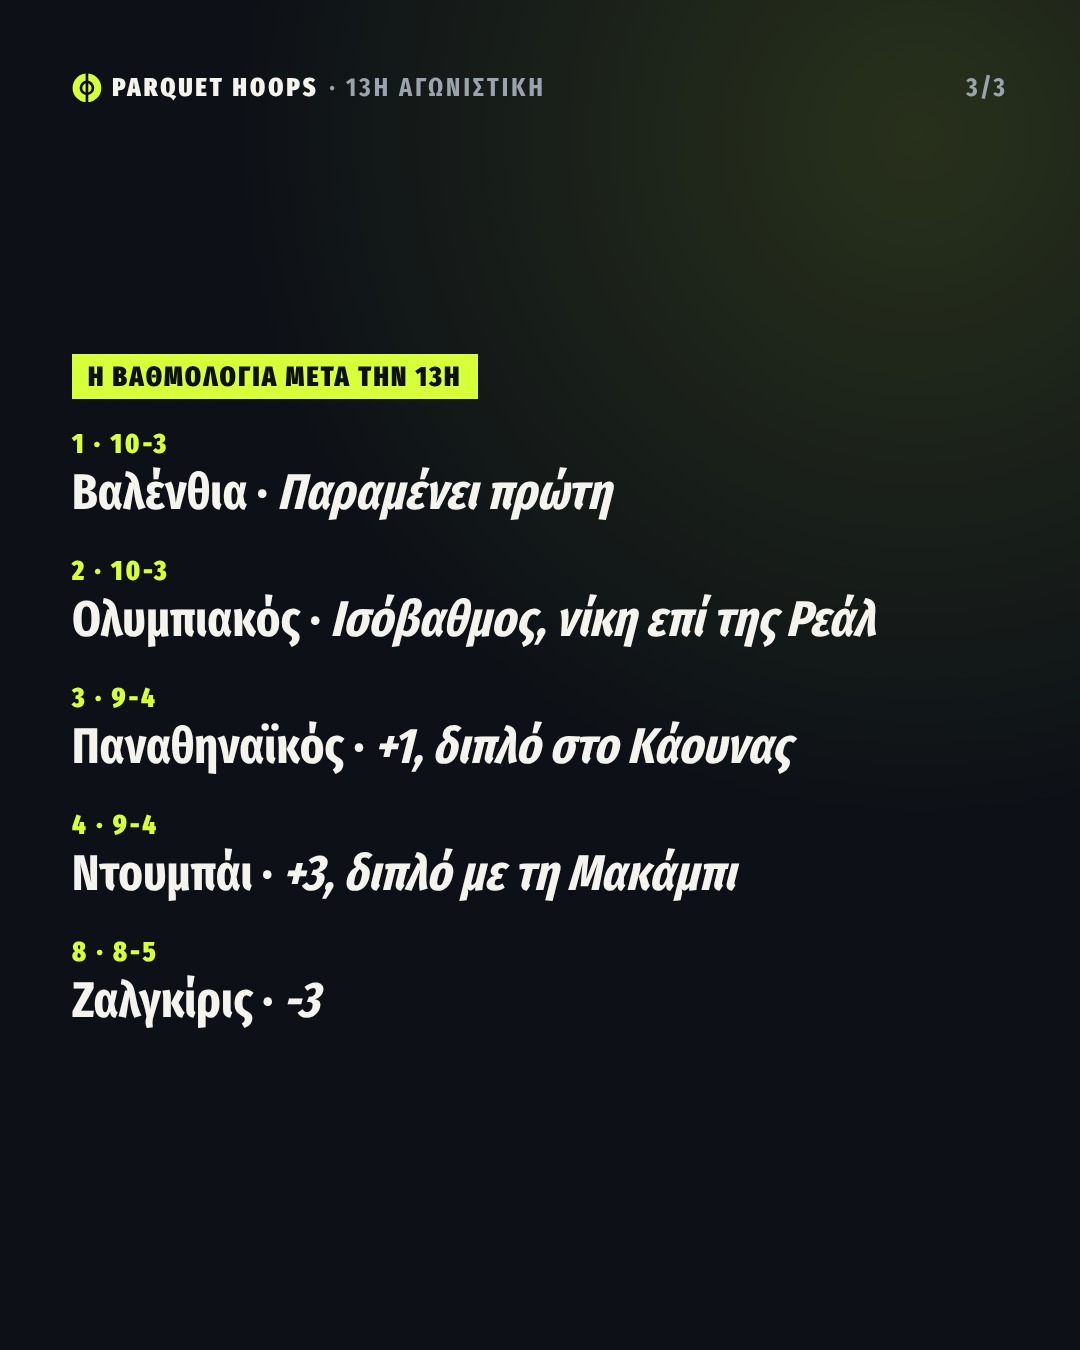 PARQUET HOOPS · 13Η ΑΓΩΝΙΣΤΙΚΗ
3/3
Η ΒΑΘΜΟΛΟΓΙΑ ΜΕΤΑ ΤΗΝ 13Η
1 · 10-3
Βαλένθια · Παραμένει πρώτη
2 · 10-3
Ολυμπιακός · Ισόβαθμος, νίκη επί της Ρεάλ
3 · 9-4
Παναθηναϊκός · +1, διπλό στο Κάουνας
4 · 9-4
Ντουμπάι · +3, διπλό με τη Μακάμπι
8 · 8-5
Ζαλγκίρις · -3